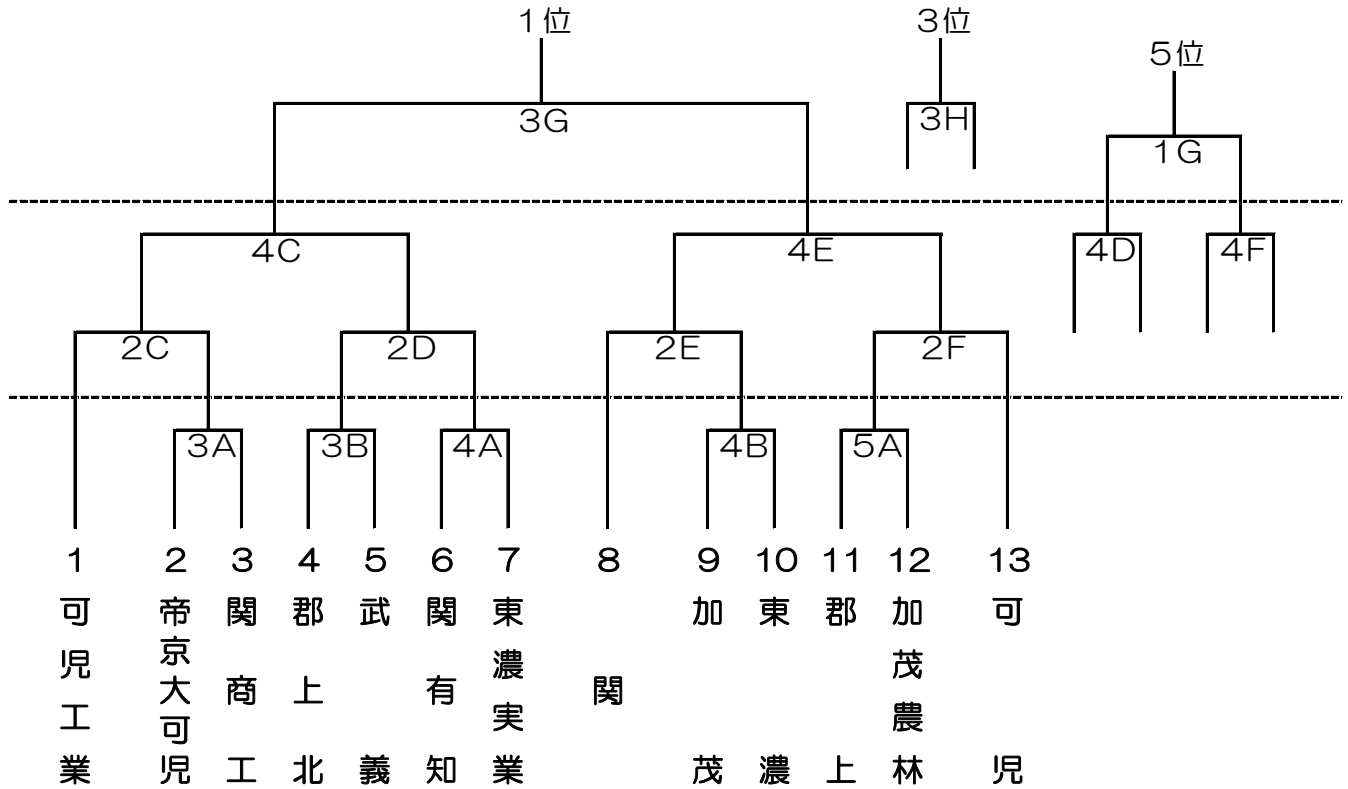 1位
3位
5位
3G
3H
1G
4C
4E
4D
4F
2C
2D
2E
2F
3A
3B
4A
4B
5A
1
2
3
4
5
6
7
8
9
10
11
12
13
可児工業
帝京大可児
関商工
郡上北
武義
関有知
東濃実業
関
加茂
東濃
郡上
加茂農林
可児